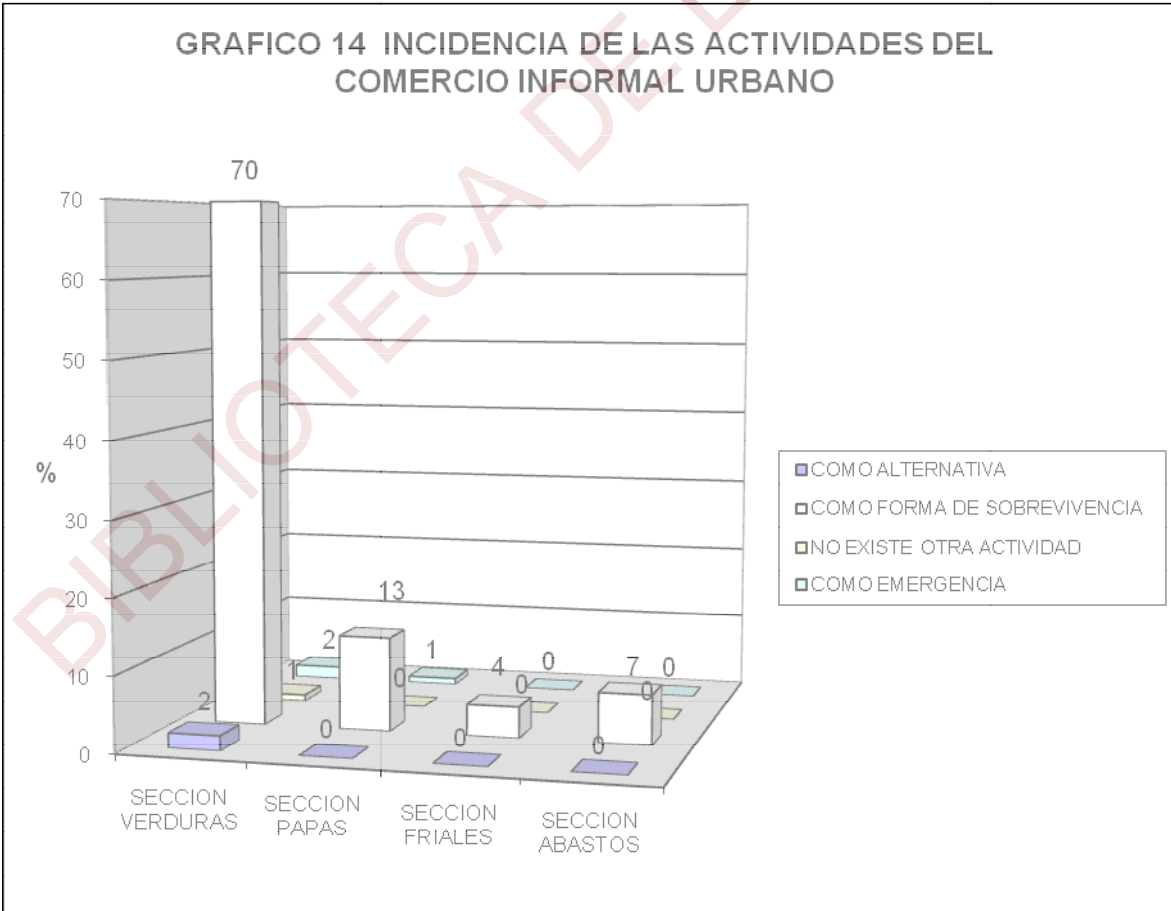 GRAFICO 14 INCIDENCIA DE LAS ACTIVIDADES DEL
COMERCIO INFORMAL URBANO
70
70
60
50
40
30
20
10
0
%
2
1
2
0
13
0
1
0
4
0
0
0
7
0
0
SECCION
VERDURAS
SECCION
PAPAS
SECCION
FRIALES
SECCION
ABASTOS
COMO ALTERNATIVA
COMO FORMA DE SOBREVIVENCIA
NO EXISTE OTRA ACTIVIDAD
COMO EMERGENCIA
BIBLIOTECA DE